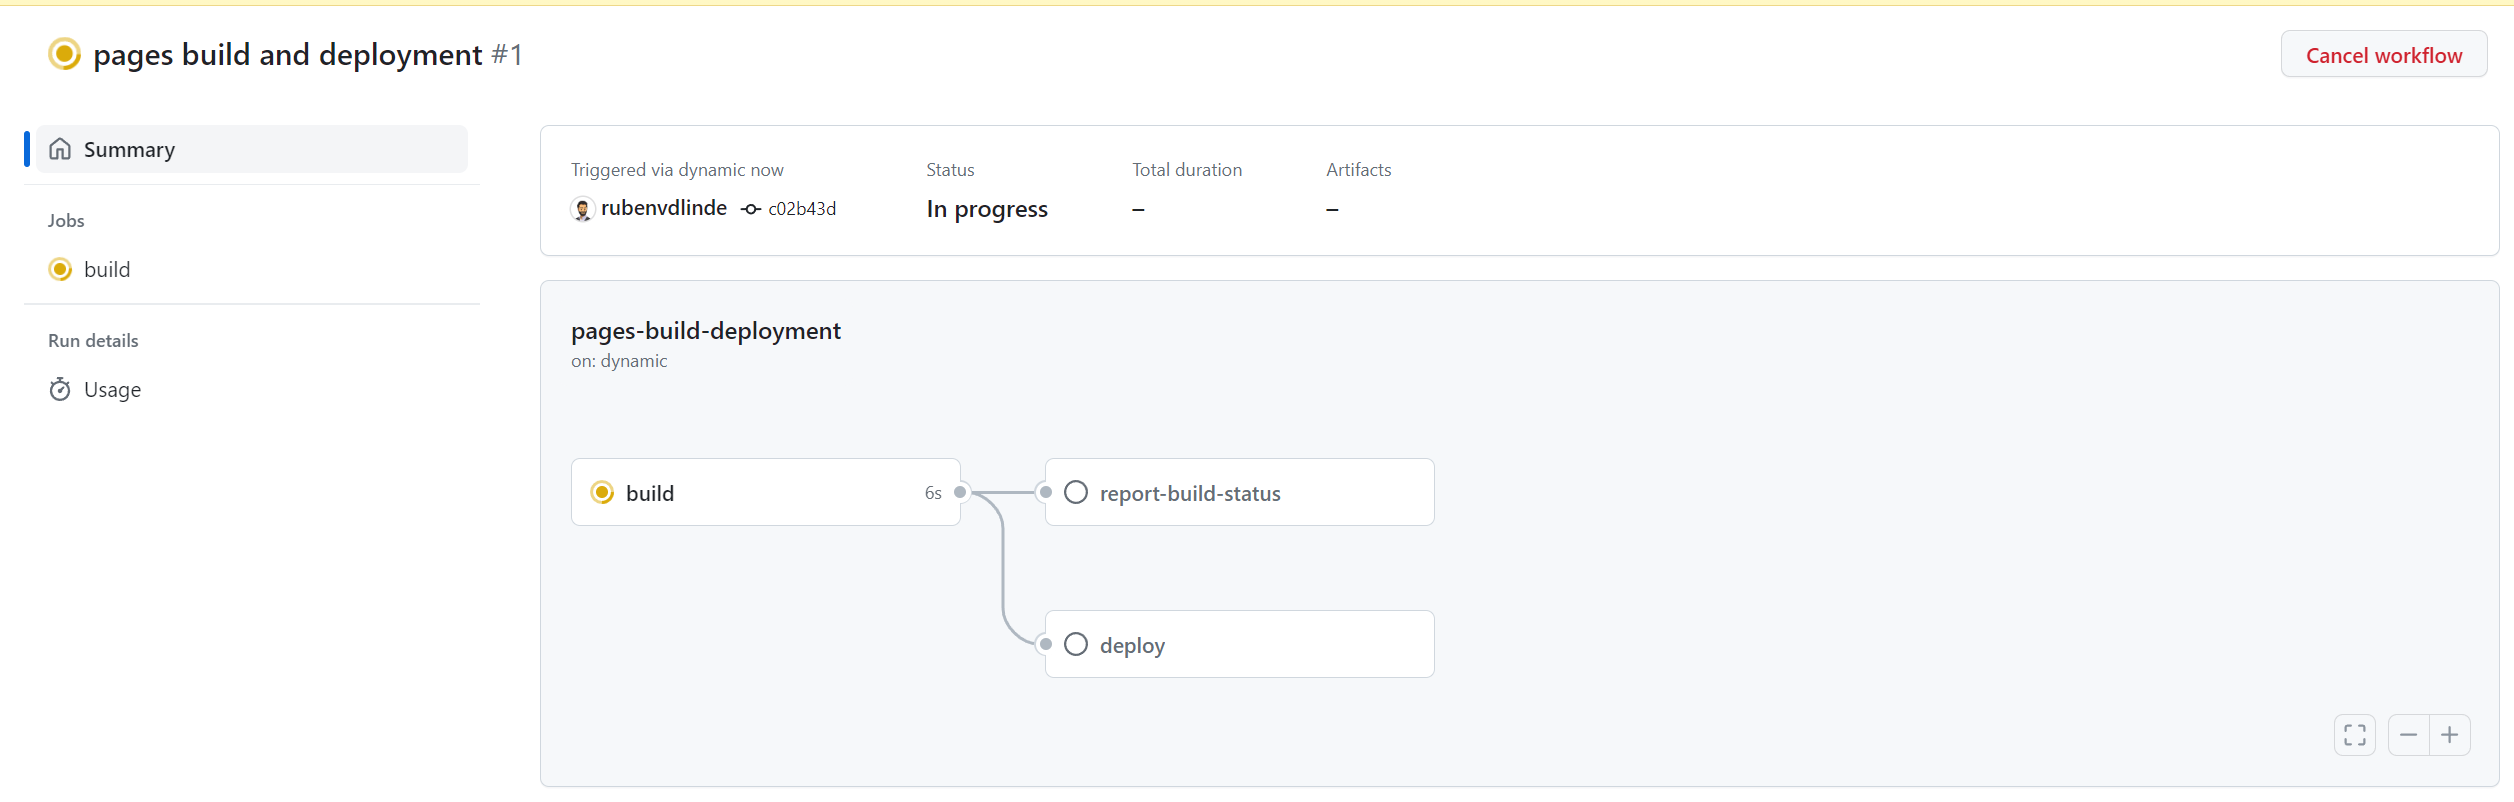 pages build and deployment #1
Cancel workflow
Summary
Jobs
build
Run details
Usage
Triggered via dynamic now
rubenvdlinde c02b43d
Status
In progress
Total duration
–
Artifacts
–
pages-build-deployment
on: dynamic
build 6s
report-build-status
deploy